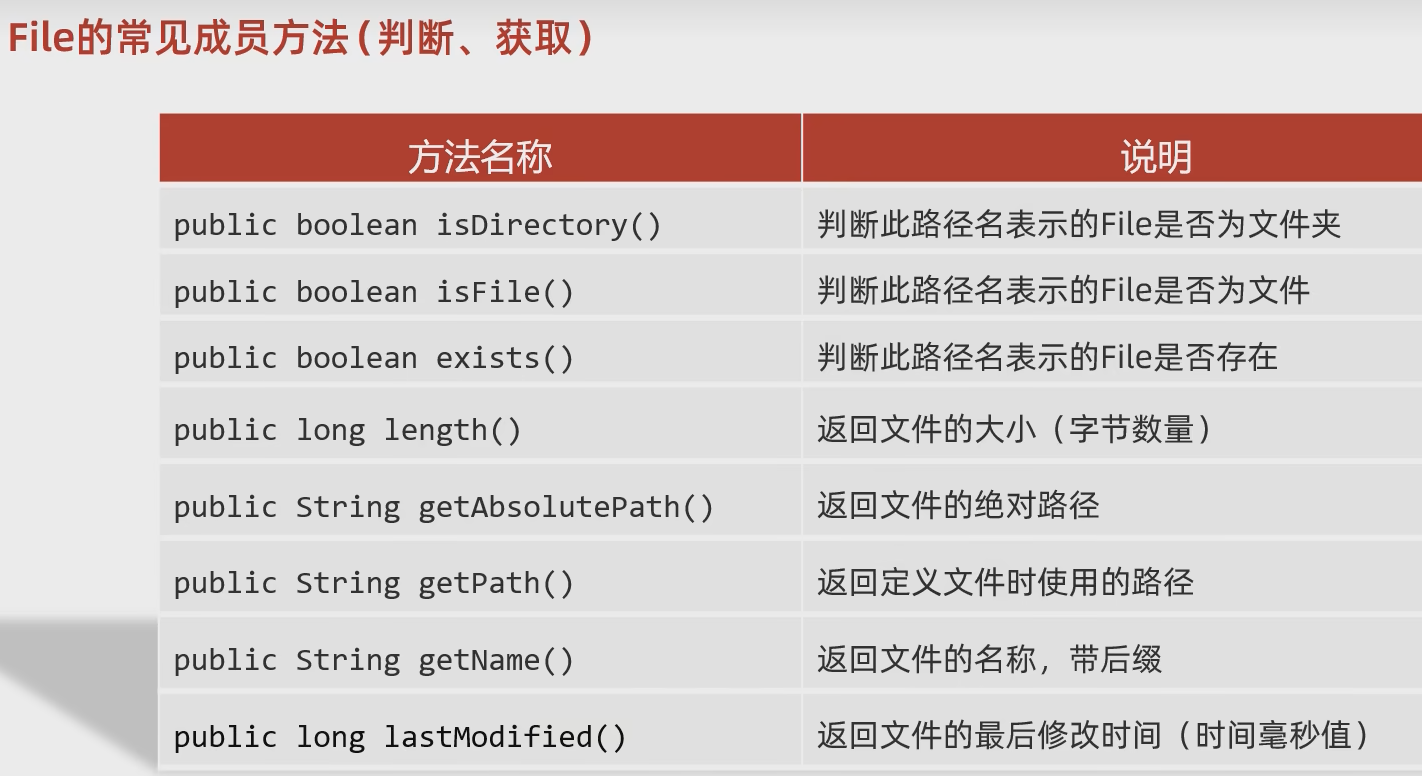 File的常见成员方法(判断、获取)
方法名称 说明
public boolean isDirectory() 判断此路径名表示的File是否为文件夹
public boolean isFile() 判断此路径名表示的File是否为文件
public boolean exists() 判断此路径名表示的File是否存在
public long length() 返回文件的大小（字节数量）
public String getAbsolutePath() 返回文件的绝对路径
public String getPath() 返回定义文件时使用的路径
public String getName() 返回文件的名称，带后缀
public long lastModified() 返回文件的最后修改时间（时间毫秒值）